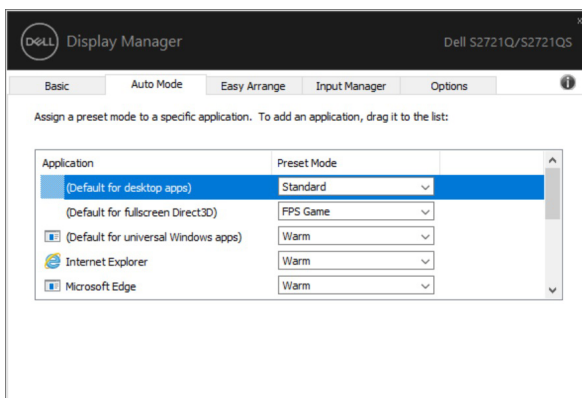 DELL Display Manager Dell S2721Q/S2721QS
Basic Auto Mode Easy Arrange Input Manager Options
Assign a preset mode to a specific application. To add an application, drag it to the list:
Application Preset Mode
(Default for desktop apps) Standard
(Default for fullscreen Direct3D) FPS Game
(Default for universal Windows apps) Warm
Internet Explorer Warm
Microsoft Edge Warm